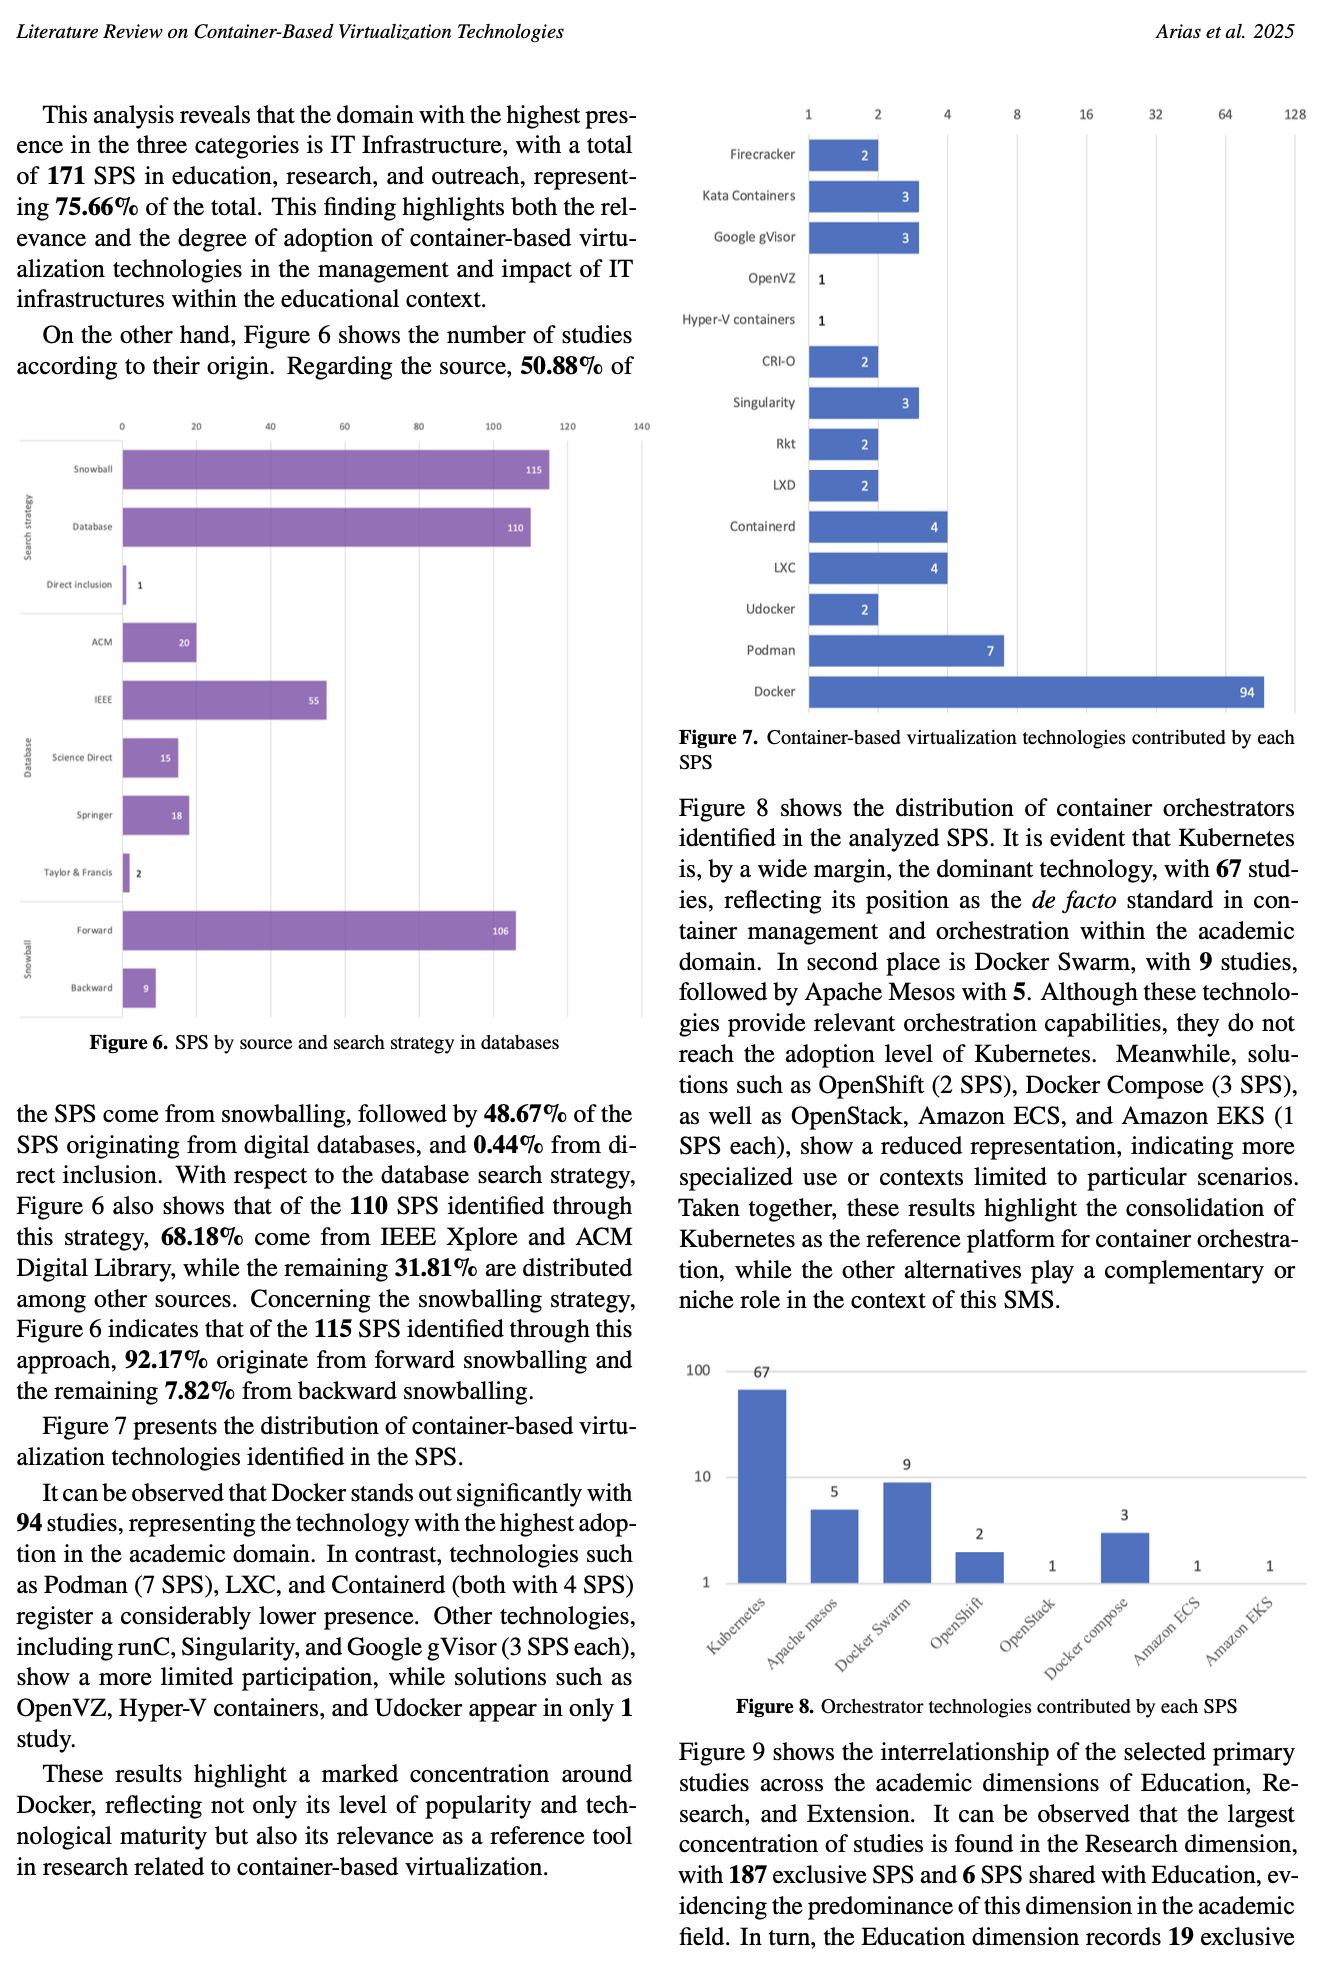 Literature Review on Container-Based Virtualization Technologies
Arias et al. 2025
This analysis reveals that the domain with the highest pres-
ence in the three categories is IT Infrastructure, with a total
of 171 SPS in education, research, and outreach, represent-
ing 75.66% of the total. This finding highlights both the rel-
evance and the degree of adoption of container-based virtu-
alization technologies in the management and impact of IT
infrastructures within the educational context.
On the other hand, Figure 6 shows the number of studies
according to their origin. Regarding the source, 50.88% of
0 20 40 60 80 100 120 140
Search strategy
Snowball 115
Database 110
Direct inclusion 1
Database
ACM 20
IEEE 55
Science Direct 15
Springer 18
Taylor & Francis 2
Snowball
Forward 106
Backward 9
Figure 6. SPS by source and search strategy in databases
the SPS come from snowballing, followed by 48.67% of the
SPS originating from digital databases, and 0.44% from di-
rect inclusion. With respect to the database search strategy,
Figure 6 also shows that of the 110 SPS identified through
this strategy, 68.18% come from IEEE Xplore and ACM
Digital Library, while the remaining 31.81% are distributed
among other sources. Concerning the snowballing strategy,
Figure 6 indicates that of the 115 SPS identified through this
approach, 92.17% originate from forward snowballing and
the remaining 7.82% from backward snowballing.
Figure 7 presents the distribution of container-based virtu-
alization technologies identified in the SPS.
It can be observed that Docker stands out significantly with
94 studies, representing the technology with the highest adop-
tion in the academic domain. In contrast, technologies such
as Podman (7 SPS), LXC, and Containerd (both with 4 SPS)
register a considerably lower presence. Other technologies,
including runC, Singularity, and Google gVisor (3 SPS each),
show a more limited participation, while solutions such as
OpenVZ, Hyper-V containers, and Udocker appear in only 1
study.
These results highlight a marked concentration around
Docker, reflecting not only its level of popularity and tech-
nological maturity but also its relevance as a reference tool
in research related to container-based virtualization.
1 2 4 8 16 32 64 128
Firecracker 2
Kata Containers 3
Google gVisor 3
OpenVZ 1
Hyper-V containers 1
CRI-O 2
Singularity 3
Rkt 2
LXD 2
Containerd 4
LXC 4
Udocker 2
Podman 7
Docker 94
Figure 7. Container-based virtualization technologies contributed by each
SPS
Figure 8 shows the distribution of container orchestrators
identified in the analyzed SPS. It is evident that Kubernetes
is, by a wide margin, the dominant technology, with 67 stud-
ies, reflecting its position as the de facto standard in con-
tainer management and orchestration within the academic
domain. In second place is Docker Swarm, with 9 studies,
followed by Apache Mesos with 5. Although these technolo-
gies provide relevant orchestration capabilities, they do not
reach the adoption level of Kubernetes. Meanwhile, solu-
tions such as OpenShift (2 SPS), Docker Compose (3 SPS),
as well as OpenStack, Amazon ECS, and Amazon EKS (1
SPS each), show a reduced representation, indicating more
specialized use or contexts limited to particular scenarios.
Taken together, these results highlight the consolidation of
Kubernetes as the reference platform for container orchestra-
tion, while the other alternatives play a complementary or
niche role in the context of this SMS.
100
10
1
67 5 9 2 1 3 1 1
Kubernetes
Apache mesos
Docker Swarm
OpenShift
OpenStack
Docker compose
Amazon ECS
Amazon EKS
Figure 8. Orchestrator technologies contributed by each SPS
Figure 9 shows the interrelationship of the selected primary
studies across the academic dimensions of Education, Re-
search, and Extension. It can be observed that the largest
concentration of studies is found in the Research dimension,
with 187 exclusive SPS and 6 SPS shared with Education, ev-
idencing the predominance of this dimension in the academic
field. In turn, the Education dimension records 19 exclusive